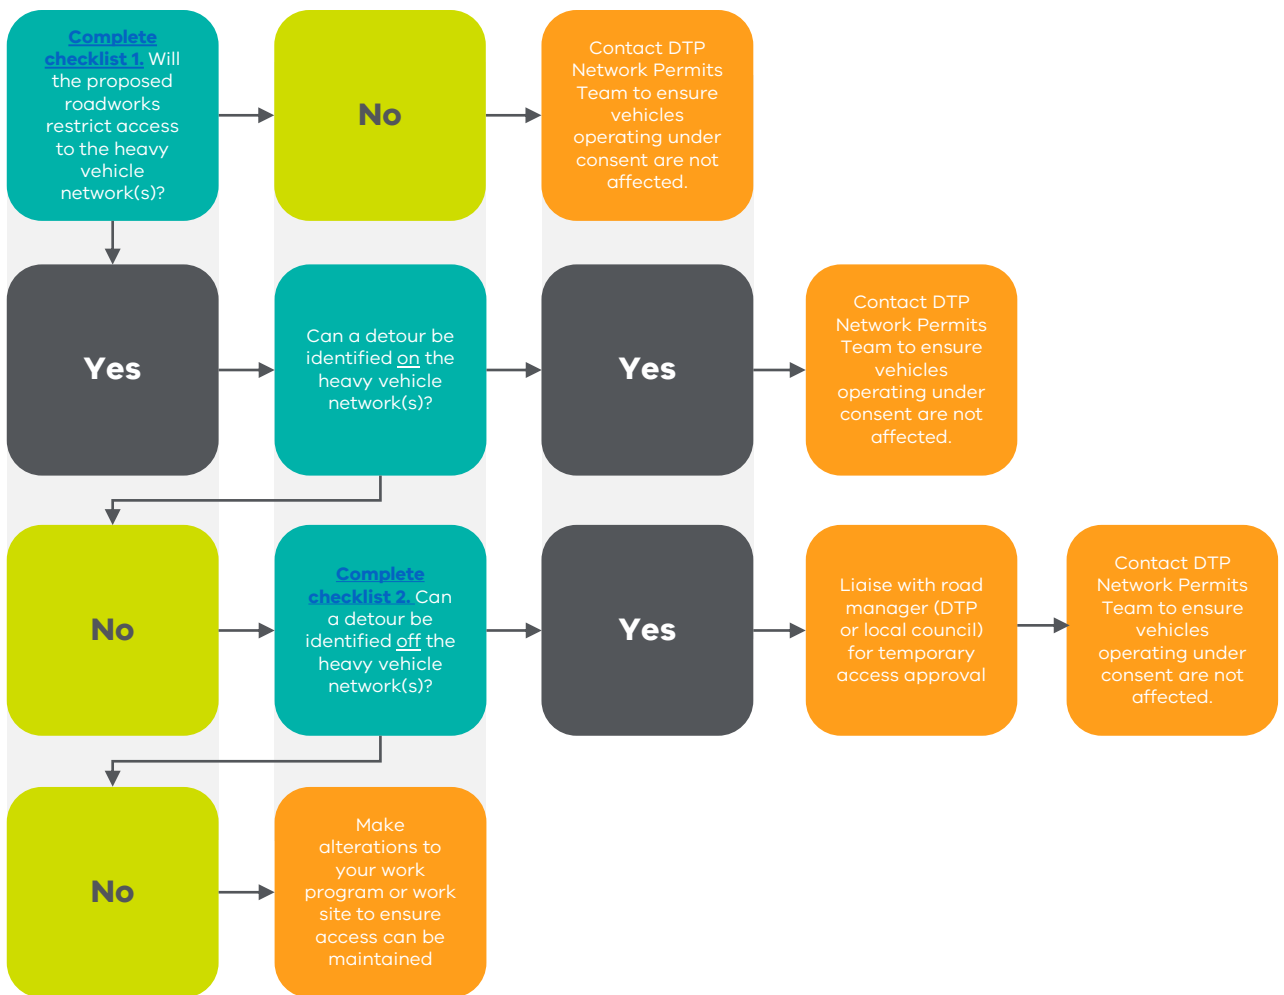 Complete
checklist 1. Will
the proposed
roadworks
restrict access
to the heavy
vehicle
network(s)?
No
Contact DTP
Network Permits
Team to ensure
vehicles
operating under
consent are not
affected.
Yes
Can a detour be
identified on the
heavy vehicle
network(s)?
Yes
Contact DTP
Network Permits
Team to ensure
vehicles
operating under
consent are not
affected.
No
Complete
checklist 2. Can
a detour be
identified off the
heavy vehicle
network(s)?
Yes
Liaise with road
manager (DTP
or local council)
for temporary
access approval
Contact DTP
Network Permits
Team to ensure
vehicles
operating under
consent are not
affected.
No
Make
alterations to
your work
program or work
site to ensure
access can be
maintained